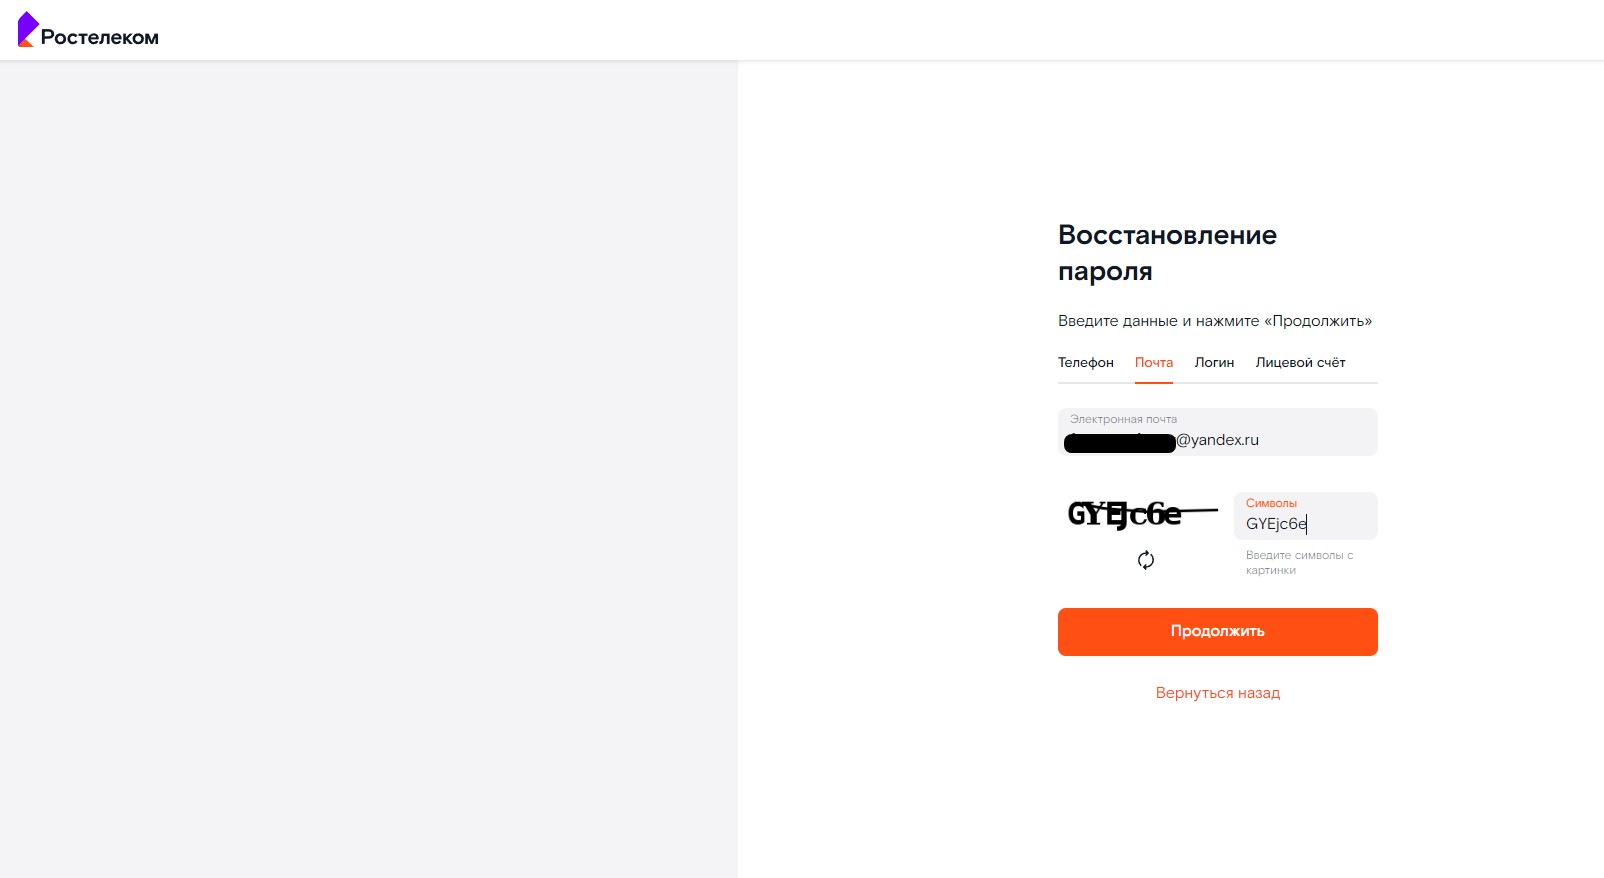 Ростелеком
Восстановление
пароля
Введите данные и нажмите «Продолжить»
Телефон Почта Логин Лицевой счёт
Электронная почта
@yandex.ru
GYEJc6e
Символы
GYEjc6e
Введите символы с
картинки
Продолжить
Вернуться назад